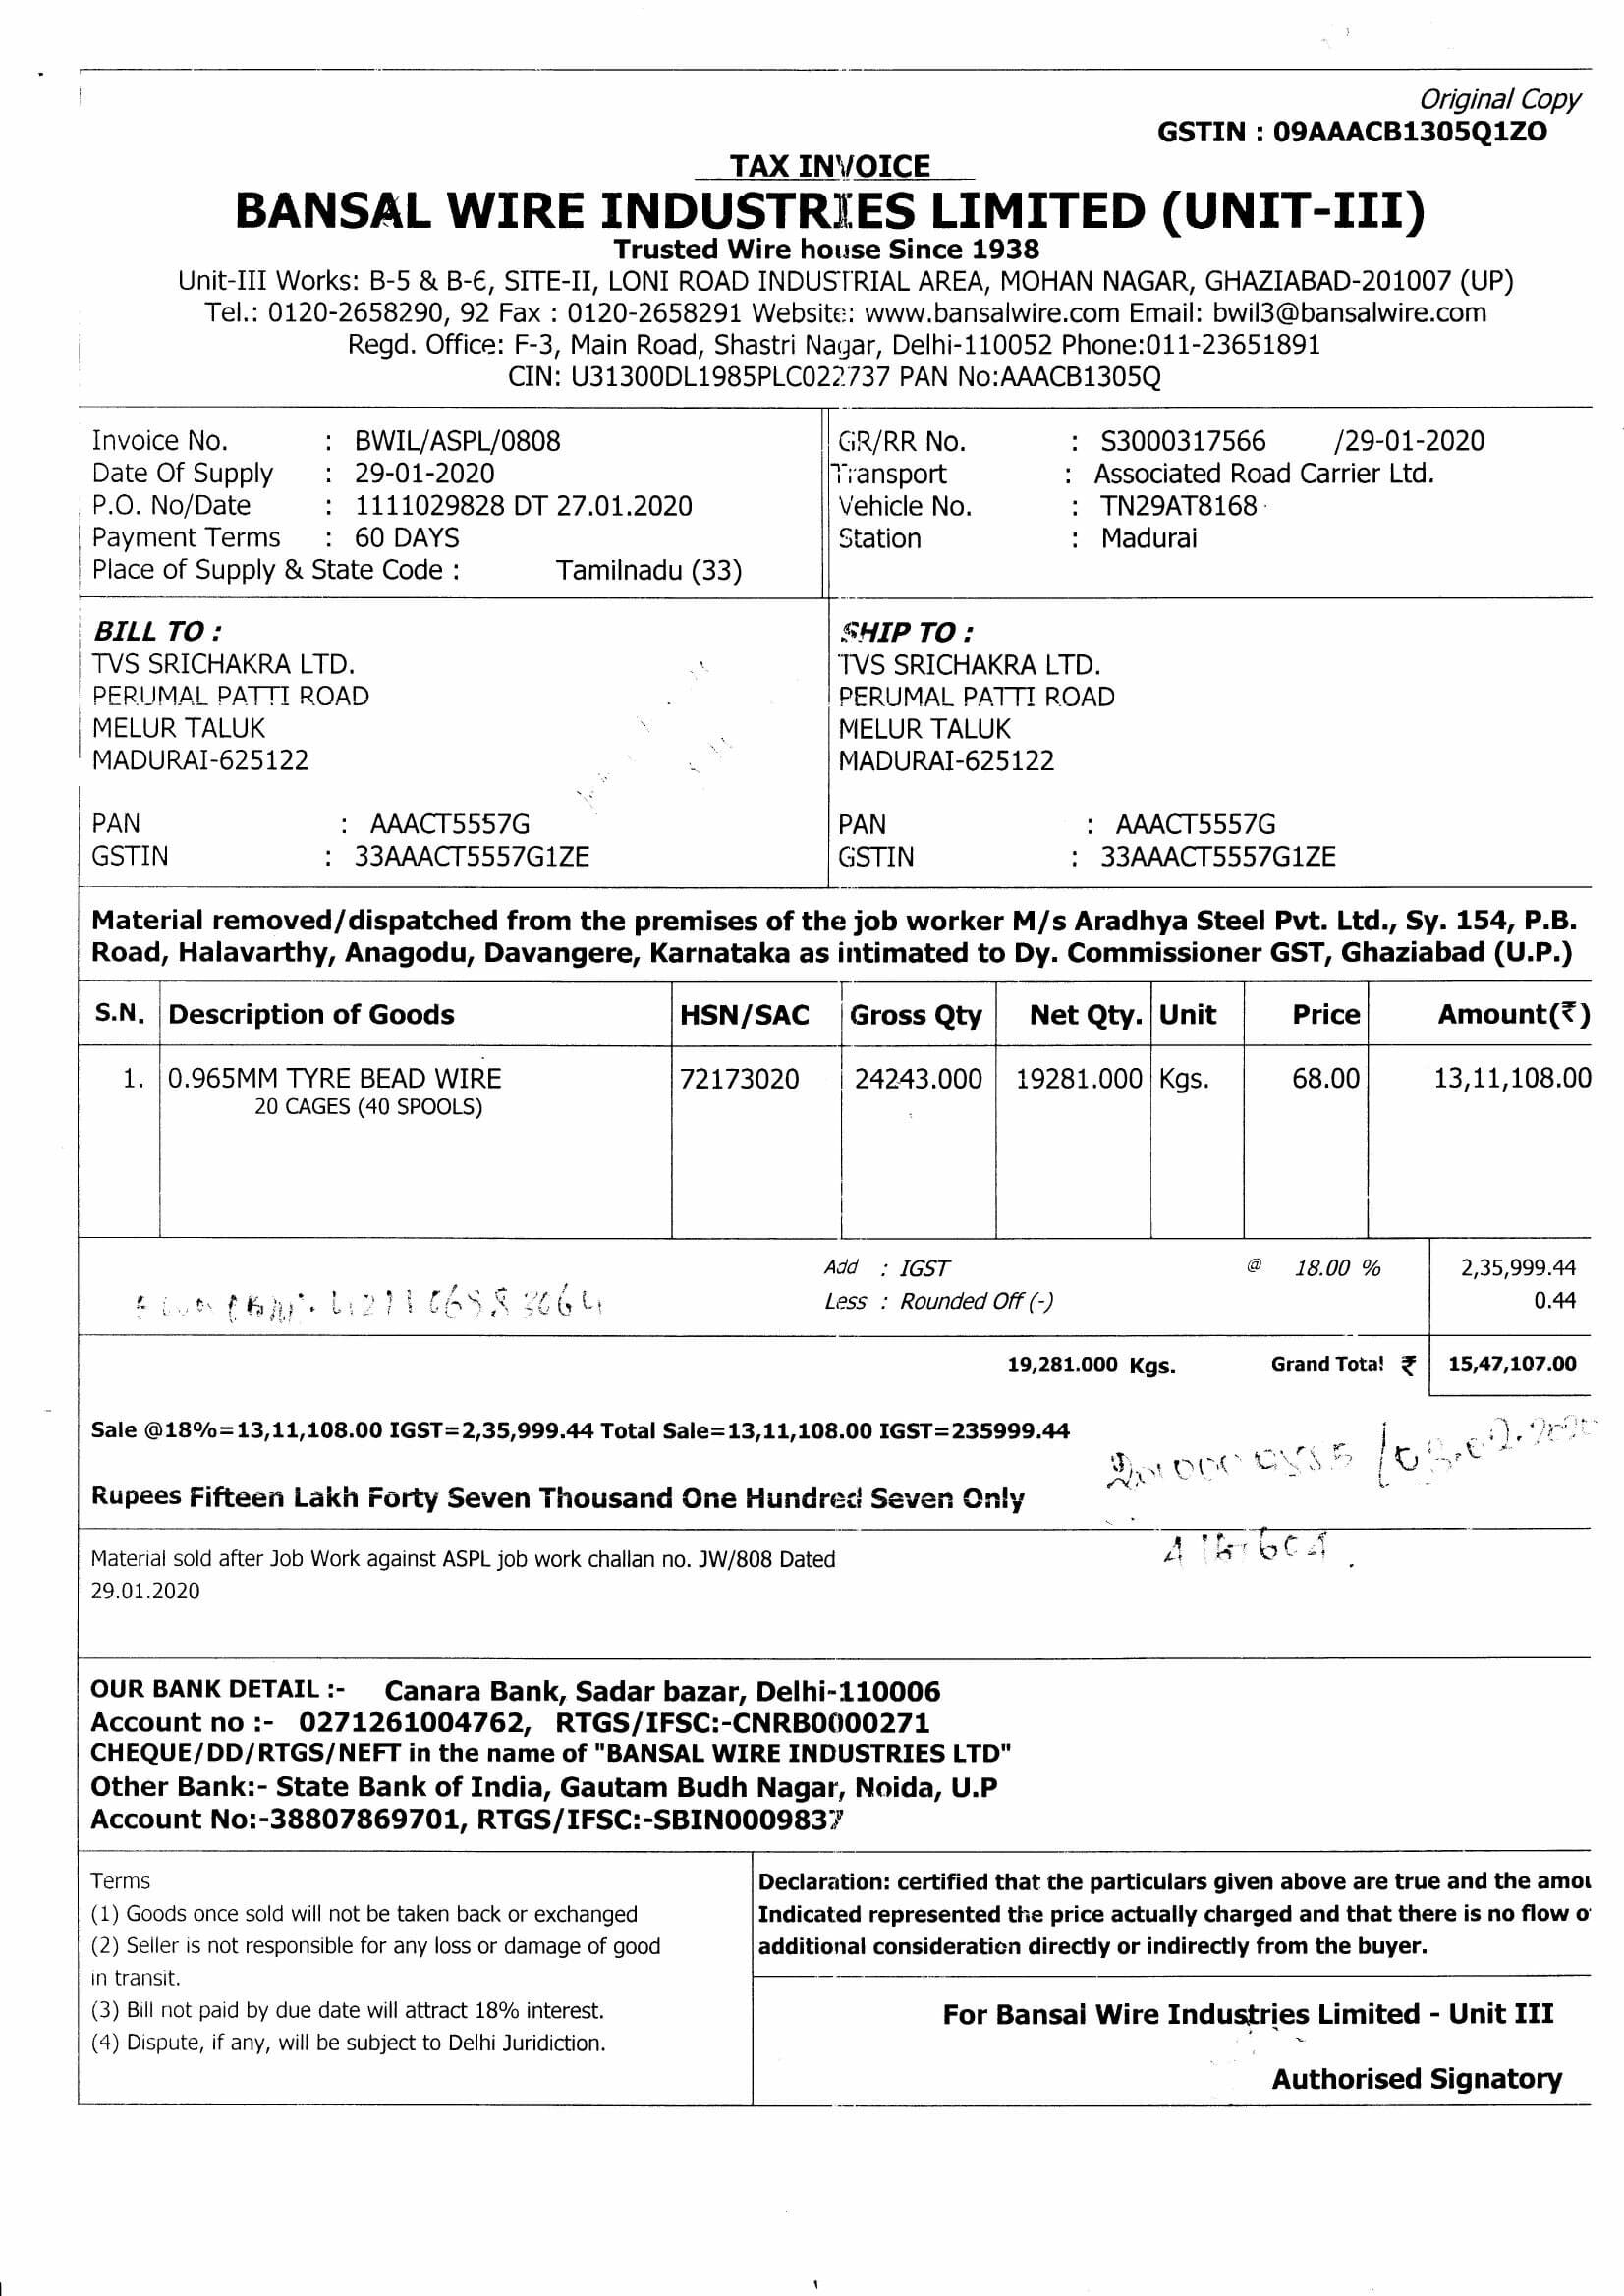 Original Copy
GSTIN : 09AAACB1305Q1ZO
TAX INVOICE
BANSAL WIRE INDUSTRIES LIMITED (UNIT-III)
Trusted Wire house Since 1938
Unit-III Works: B-5 & B-6, SITE-II, LONI ROAD INDUSTRIAL AREA, MOHAN NAGAR, GHAZIABAD-201007 (UP)
Tel.: 0120-2658290, 92 Fax : 0120-2658291 Website: www.bansalwire.com Email: bwil3@bansalwire.com
Regd. Office: F-3, Main Road, Shastri Nagar, Delhi-110052 Phone:011-23651891
CIN: U31300DL1985PLC022737 PAN No:AAACB1305Q
Invoice No. : BWIL/ASPL/0808
Date Of Supply : 29-01-2020
P.O. No/Date : 1111029828 DT 27.01.2020
Payment Terms : 60 DAYS
Place of Supply & State Code : Tamilnadu (33)
GR/RR No. : S3000317566 /29-01-2020
Transport : Associated Road Carrier Ltd.
Vehicle No. : TN29AT8168
Station : Madurai
BILL TO :
TVS SRICHAKRA LTD.
PERUMAL PATTI ROAD
MELUR TALUK
MADURAI-625122
PAN : AAACT5557G
GSTIN : 33AAACT5557G1ZE
SHIP TO :
TVS SRICHAKRA LTD.
PERUMAL PATTI ROAD
MELUR TALUK
MADURAI-625122
PAN : AAACT5557G
GSTIN : 33AAACT5557G1ZE
Material removed/dispatched from the premises of the job worker M/s Aradhya Steel Pvt. Ltd., Sy. 154, P.B.
Road, Halavarthy, Anagodu, Davangere, Karnataka as intimated to Dy. Commissioner GST, Ghaziabad (U.P.)
S.N. Description of Goods HSN/SAC Gross Qty Net Qty. Unit Price Amount(₹)
1. 0.965MM TYRE BEAD WIRE 72173020 24243.000 19281.000 Kgs. 68.00 13,11,108.00
20 CAGES (40 SPOOLS)
Add : IGST @ 18.00 % 2,35,999.44
Less : Rounded Off (-) 0.44
19,281.000 Kgs. Grand Total ₹ 15,47,107.00
Sale @18%=13,11,108.00 IGST=2,35,999.44 Total Sale=13,11,108.00 IGST=235999.44
Rupees Fifteen Lakh Forty Seven Thousand One Hundred Seven Only
Material sold after Job Work against ASPL job work challan no. JW/808 Dated
29.01.2020
OUR BANK DETAIL :- Canara Bank, Sadar bazar, Delhi-110006
Account no :- 0271261004762, RTGS/IFSC:-CNRB0000271
CHEQUE/DD/RTGS/NEFT in the name of "BANSAL WIRE INDUSTRIES LTD"
Other Bank:- State Bank of India, Gautam Budh Nagar, Noida, U.P
Account No:-38807869701, RTGS/IFSC:-SBIN0009837
Terms
(1) Goods once sold will not be taken back or exchanged
(2) Seller is not responsible for any loss or damage of good
in transit.
(3) Bill not paid by due date will attract 18% interest.
(4) Dispute, if any, will be subject to Delhi Juridiction.
Declaration: certified that the particulars given above are true and the
Indicated represented the price actually charged and that there is no flow
additional consideration directly or indirectly from the buyer.
For Bansal Wire Industries Limited - Unit III
Authorised Signatory